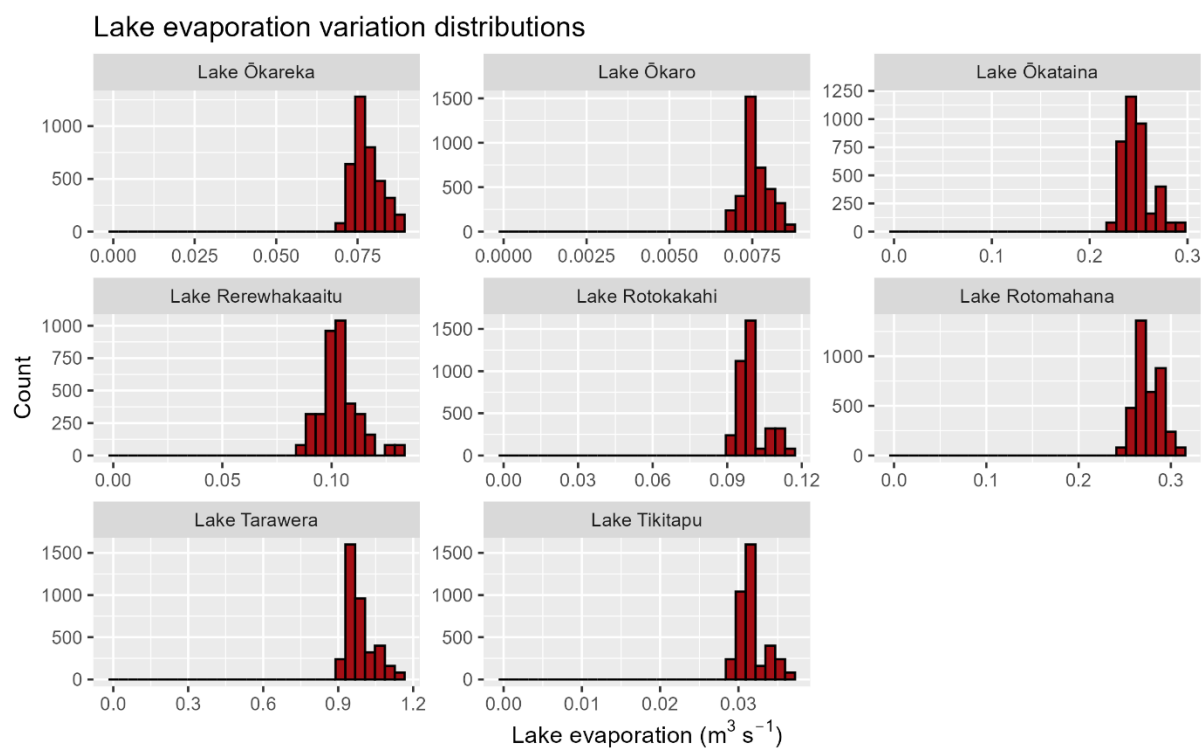 Lake evaporation variation distributions
Lake Ōkareka
Lake Ōkaro
Lake Ōkataina
1000
500
0
0.000 0.025 0.050 0.075
1500
1000
500
0
0.0000 0.0025 0.0050 0.0075
1250
1000
750
500
250
0
0.0 0.1 0.2 0.3
Lake Rerewhakaaitu
Lake Rotokakahi
Lake Rotomahana
1000
750
500
250
0
0.00 0.05 0.10
1500
1000
500
0
0.00 0.03 0.06 0.09 0.12
1000
500
0
0.0 0.1 0.2 0.3
Count
Lake Tarawera
Lake Tikitapu
1500
1000
500
0
0.0 0.3 0.6 0.9 1.2
1500
1000
500
0
0.00 0.01 0.02 0.03
Lake evaporation (m³ s⁻¹)